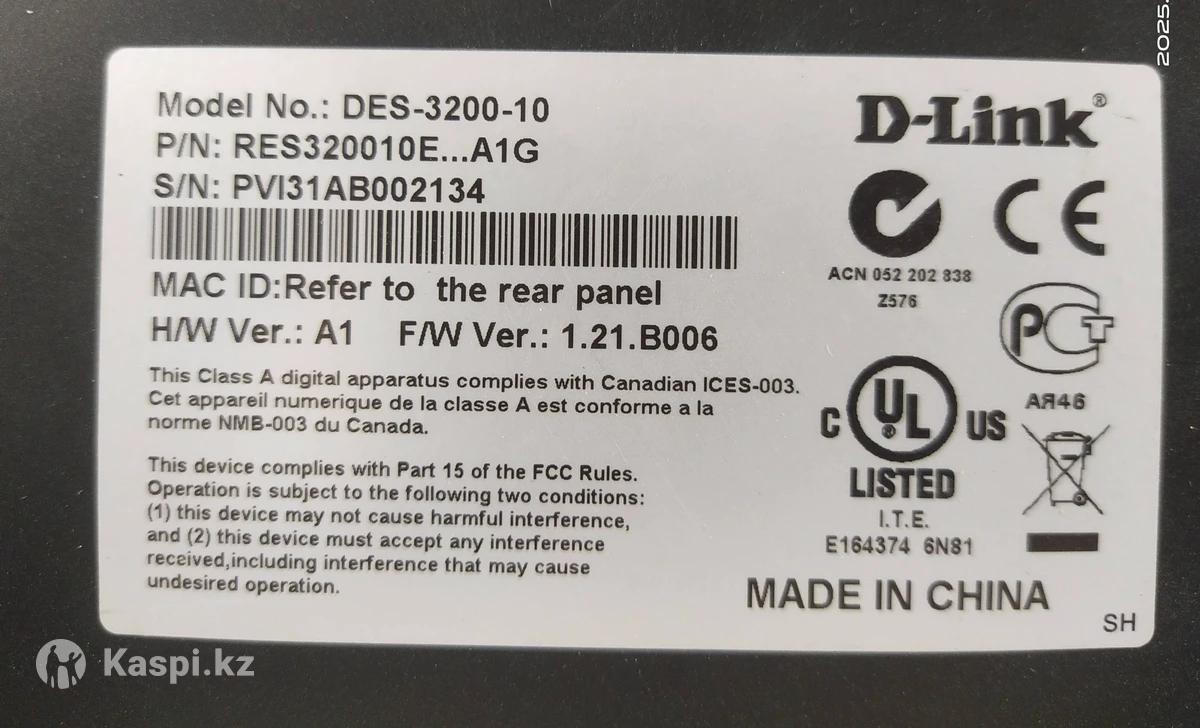 2025.
Model No.: DES-3200-10
P/N: RES320010E...A1G
S/N: PVI31AB002134
MAC ID:Refer to the rear panel
H/W Ver.: A1 F/W Ver.: 1.21.B006
This Class A digital apparatus complies with Canadian ICES-003.
Cet appareil numerique de la classe A est conforme a la
norme NMB-003 du Canada.
This device complies with Part 15 of the FCC Rules.
Operation is subject to the following two conditions:
(1) this device may not cause harmful interference,
and (2) this device must accept any interference
received,including interference that may cause
undesired operation.
D-Link®
CE
ACN 052 202 838
Z576
РСТ
АЯ46
C UL® US
LISTED
I.T.E.
E164374 6N81
MADE IN CHINA
SH
Kaspi.kz